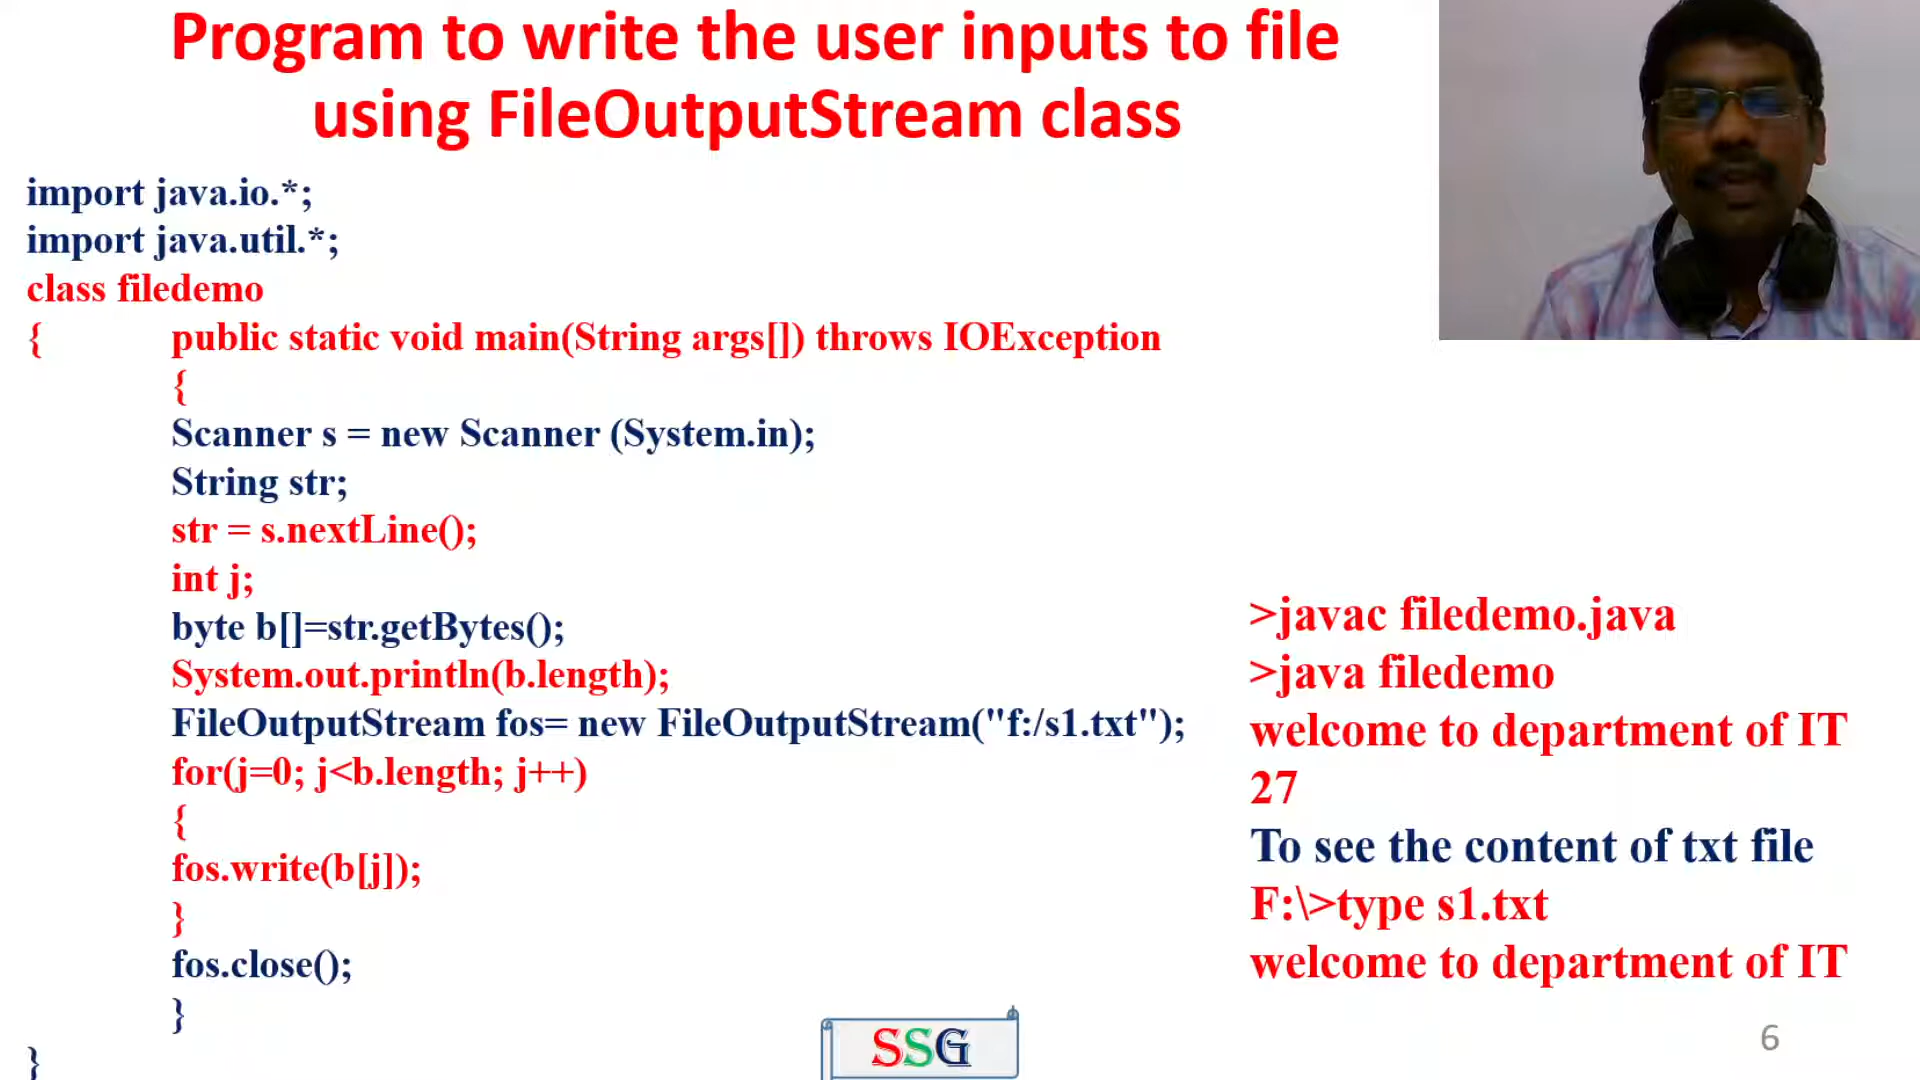 Program to write the user inputs to file
using FileOutputStream class
import java.io.*;
import java.util.*;
class filedemo
{ public static void main(String args[]) throws IOException
{
Scanner s = new Scanner (System.in);
String str;
str = s.nextLine();
int j;
byte b[]=str.getBytes();
System.out.println(b.length);
FileOutputStream fos= new FileOutputStream("f:/s1.txt");
for(j=0; j<b.length; j++)
{
fos.write(b[j]);
}
fos.close();
}
}
>javac filedemo.java
>java filedemo
welcome to department of IT
27
To see the content of txt file
F:\>type s1.txt
welcome to department of IT
SSG
6